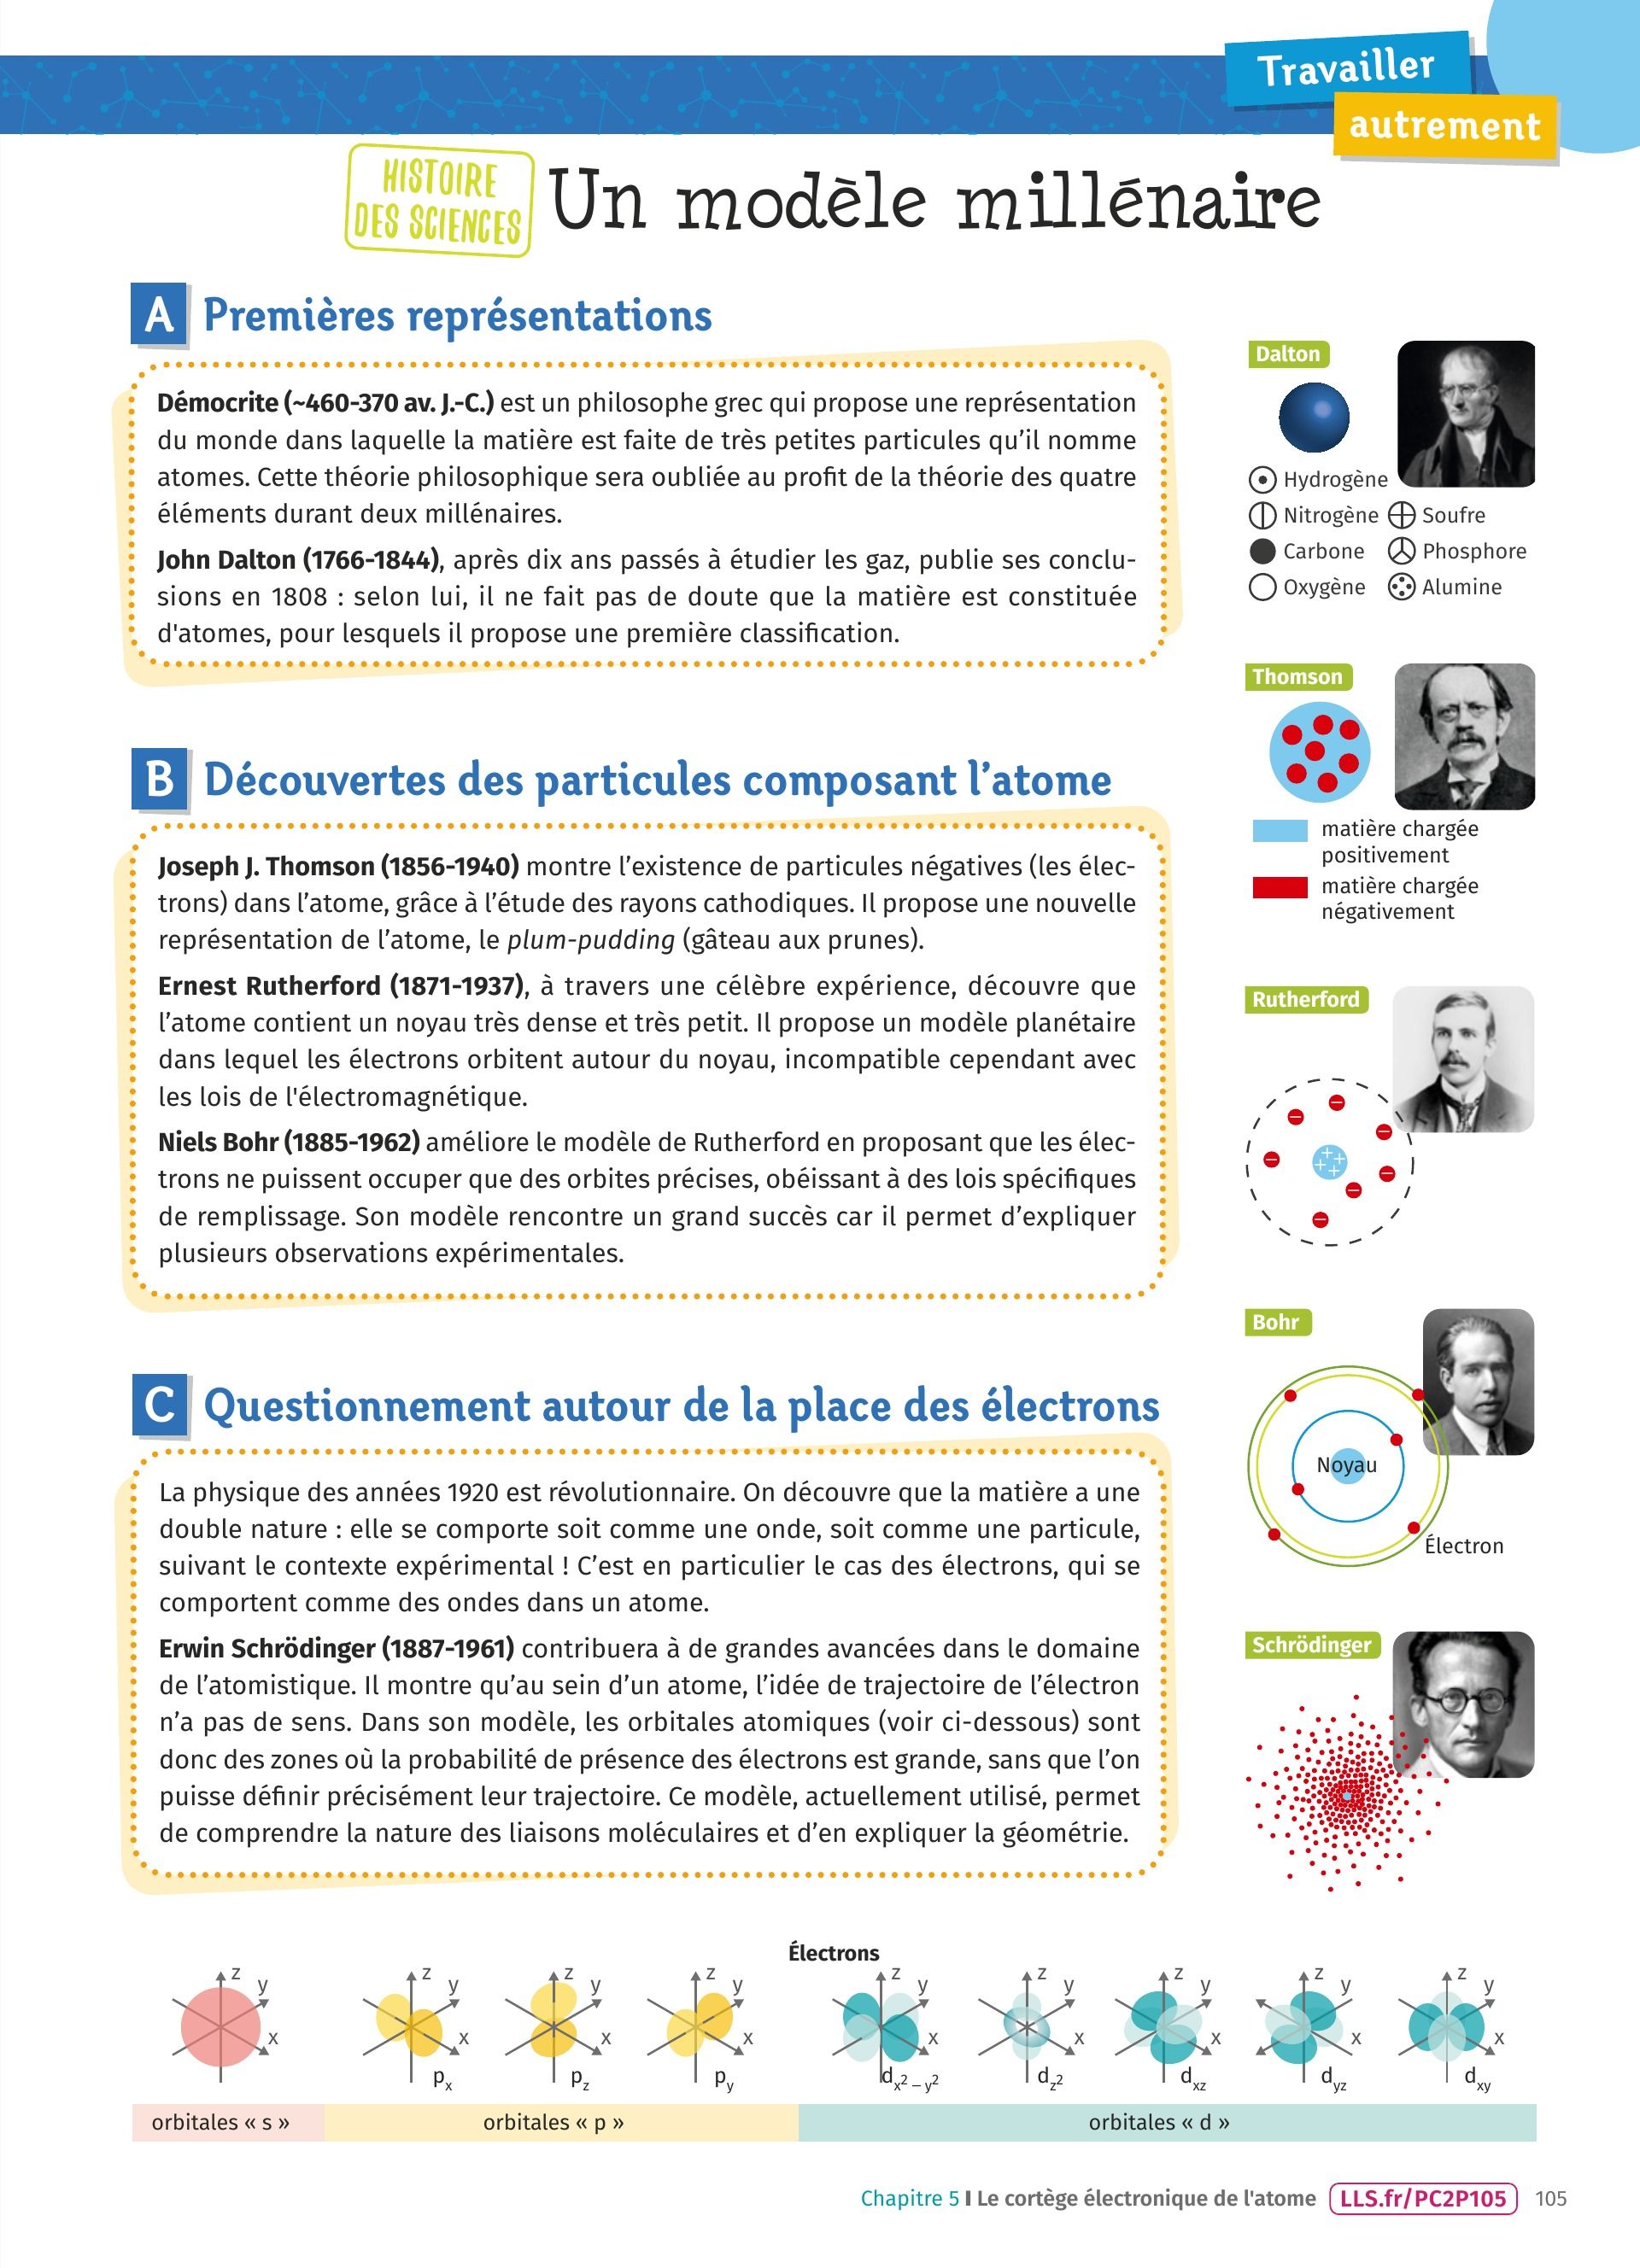 Travailler
autrement
HISTOIRE
DES SCIENCES
Un modèle millénaire
A Premières représentations
Démocrite (~460-370 av. J.-C.) est un philosophe grec qui propose une représentation
du monde dans laquelle la matière est faite de très petites particules qu’il nomme
atomes. Cette théorie philosophique sera oubliée au profit de la théorie des quatre
éléments durant deux millénaires.
John Dalton (1766-1844), après dix ans passés à étudier les gaz, publie ses conclu-
sions en 1808 : selon lui, il ne fait pas de doute que la matière est constituée
d'atomes, pour lesquels il propose une première classification.
Dalton
Hydrogène
Nitrogène Soufre
Carbone Phosphore
Oxygène Alumine
B Découvertes des particules composant l’atome
Joseph J. Thomson (1856-1940) montre l’existence de particules négatives (les élec-
trons) dans l’atome, grâce à l’étude des rayons cathodiques. Il propose une nouvelle
représentation de l’atome, le plum-pudding (gâteau aux prunes).
Ernest Rutherford (1871-1937), à travers une célèbre expérience, découvre que
l’atome contient un noyau très dense et très petit. Il propose un modèle planétaire
dans lequel les électrons orbitent autour du noyau, incompatible cependant avec
les lois de l'électromagnétique.
Niels Bohr (1885-1962) améliore le modèle de Rutherford en proposant que les élec-
trons ne puissent occuper que des orbites précises, obéissant à des lois spécifiques
de remplissage. Son modèle rencontre un grand succès car il permet d’expliquer
plusieurs observations expérimentales.
Thomson
matière chargée
positivement
matière chargée
négativement
Rutherford
Bohr
Noyau
Électron
C Questionnement autour de la place des électrons
La physique des années 1920 est révolutionnaire. On découvre que la matière a une
double nature : elle se comporte soit comme une onde, soit comme une particule,
suivant le contexte expérimental ! C’est en particulier le cas des électrons, qui se
comportent comme des ondes dans un atome.
Erwin Schrödinger (1887-1961) contribuera à de grandes avancées dans le domaine
de l’atomistique. Il montre qu’au sein d’un atome, l’idée de trajectoire de l’électron
n’a pas de sens. Dans son modèle, les orbitales atomiques (voir ci-dessous) sont
donc des zones où la probabilité de présence des électrons est grande, sans que l’on
puisse définir précisément leur trajectoire. Ce modèle, actuellement utilisé, permet
de comprendre la nature des liaisons moléculaires et d’en expliquer la géométrie.
Schrödinger
Électrons
z y z y z y z y z y z y z y z y z y
x x x x x x x x x
px pz py dx² – y² dz² dxz dyz dxy
orbitales « s » orbitales « p » orbitales « d »
Chapitre 5 I Le cortège électronique de l'atome LLS.fr/PC2P105 105